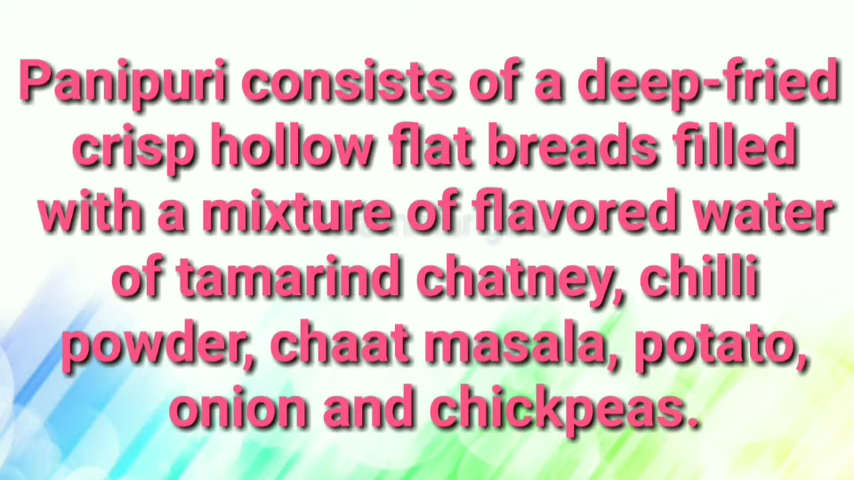 Panipuri consists of a deep-fried
crisp hollow flat breads filled
with a mixture of flavored water
of tamarind chatney, chilli
powder, chaat masala, potato,
onion and chickpeas.